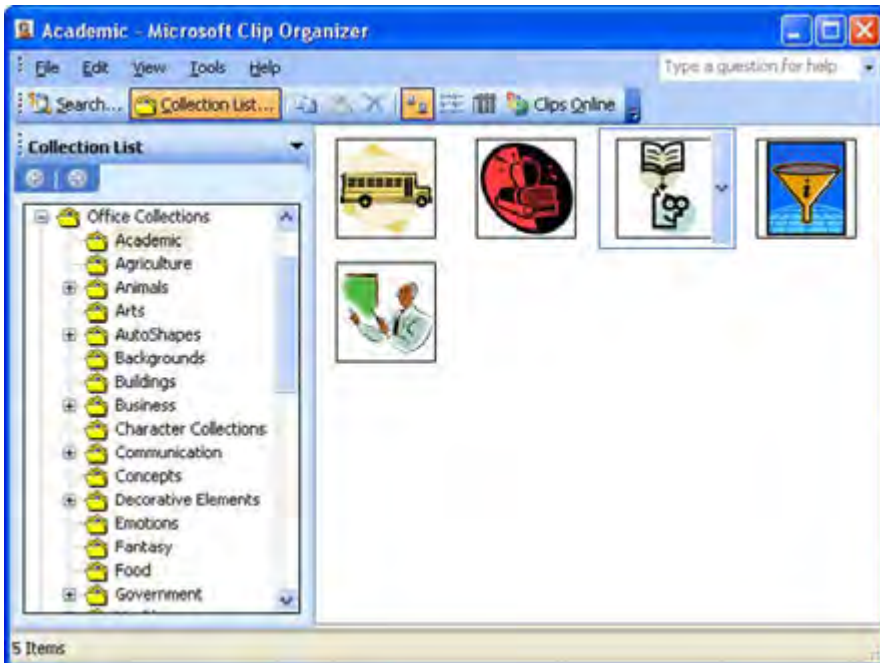 Academic - Microsoft Clip Organizer
File Edit View Tools Help Type a question for help
Search... Collection List... Clips Online
Collection List
Office Collections
Academic
Agriculture
Animals
Arts
AutoShapes
Backgrounds
Buildings
Business
Character Collections
Communication
Concepts
Decorative Elements
Emotions
Fantasy
Food
Government
i
5 Items